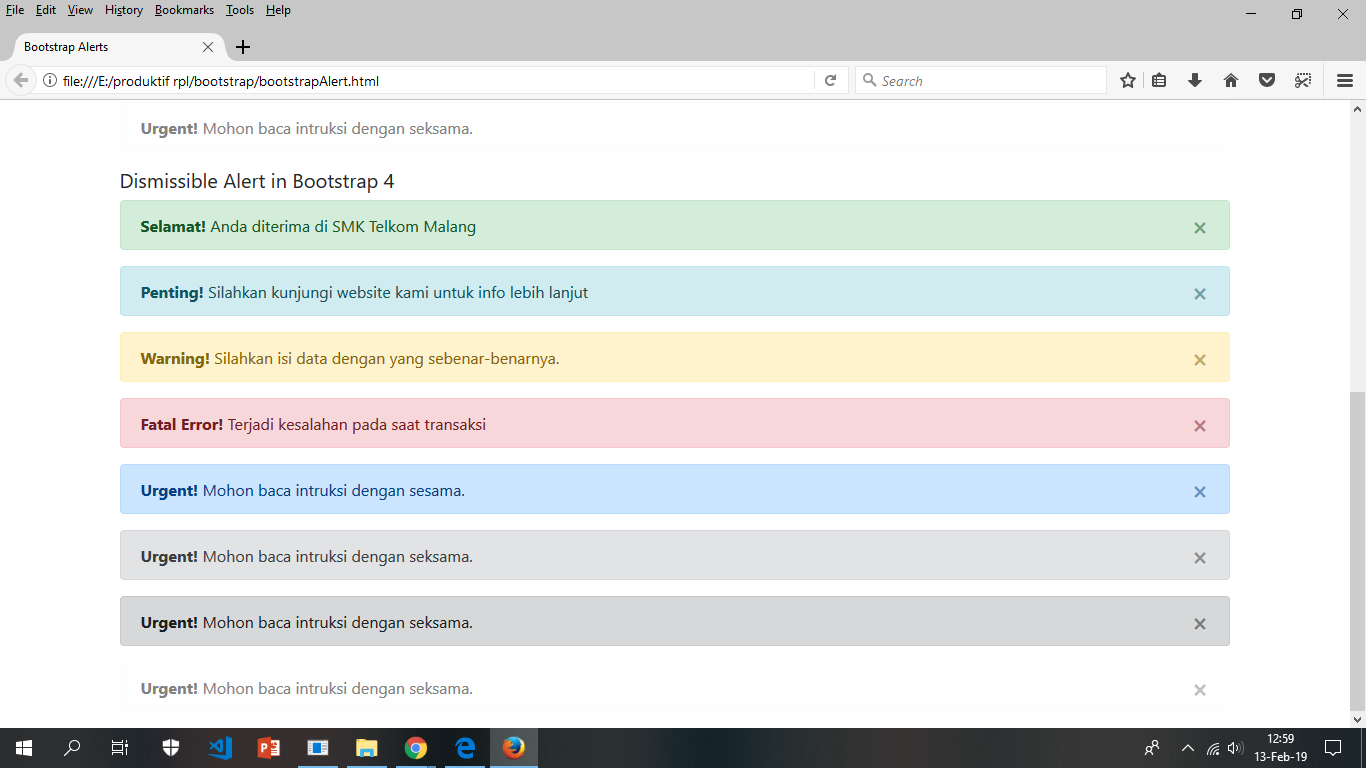 File Edit View History Bookmarks Tools Help
Bootstrap Alerts
file:///E:/produktif rpl/bootstrap/bootstrapAlert.html
Search
Urgent! Mohon baca intruksi dengan seksama.
Dismissible Alert in Bootstrap 4
Selamat! Anda diterima di SMK Telkom Malang
Penting! Silahkan kunjungi website kami untuk info lebih lanjut
Warning! Silahkan isi data dengan yang sebenar-benarnya.
Fatal Error! Terjadi kesalahan pada saat transaksi
Urgent! Mohon baca intruksi dengan sesama.
Urgent! Mohon baca intruksi dengan seksama.
Urgent! Mohon baca intruksi dengan seksama.
Urgent! Mohon baca intruksi dengan seksama.
12:59
13-Feb-19